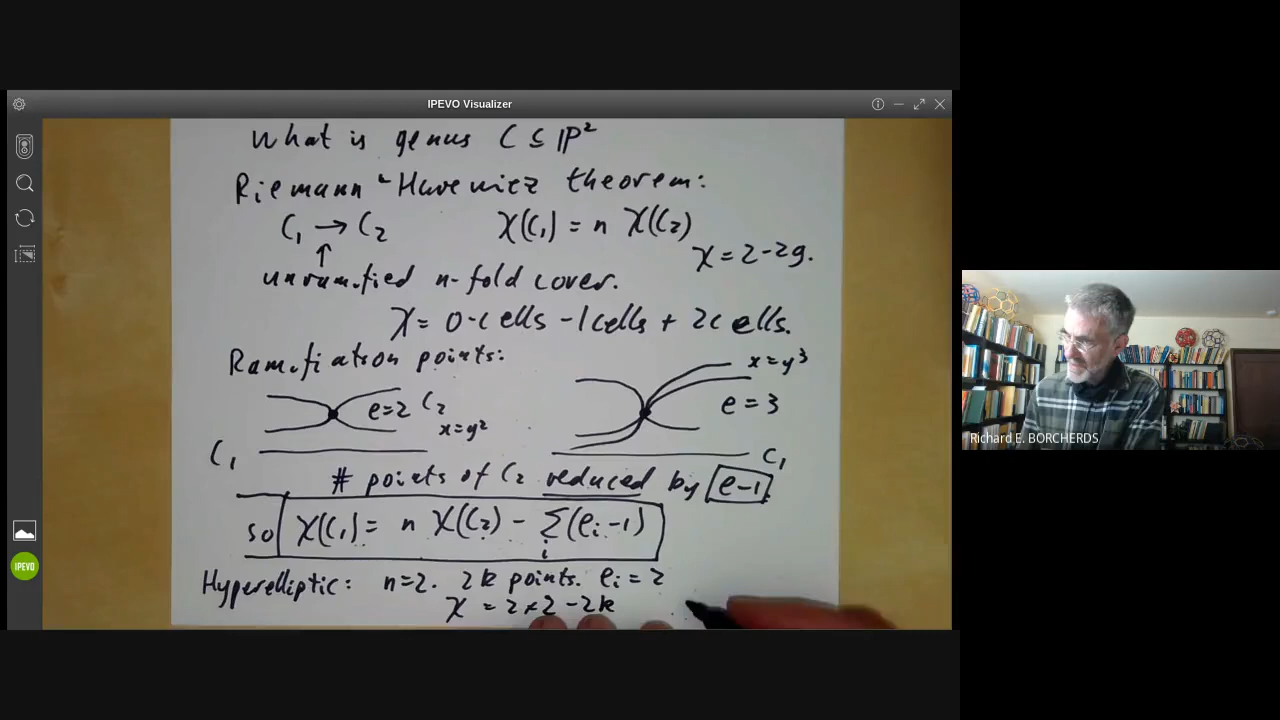 IPEVO Visualizer
What is genus C ⊆ ℙ²
Riemann-Hurwitz theorem:
C₁ → C₂ χ(C₁) = n χ(C₂)
↑ χ = 2-2g.
unramified n-fold cover.
χ = 0-cells - 1cells + 2cells.
Ramification points:
x=y³
e=2 C₂ e=3
x=y²
C₁ C₁
# points of C₂ reduced by e-1
so χ(C₁) = n χ(C₂) - Σᵢ(eᵢ-1)
Hyperelliptic: n=2. 2k points. eᵢ=2
χ = 2×2-2k
IPEVO
Richard E. BORCHERDS